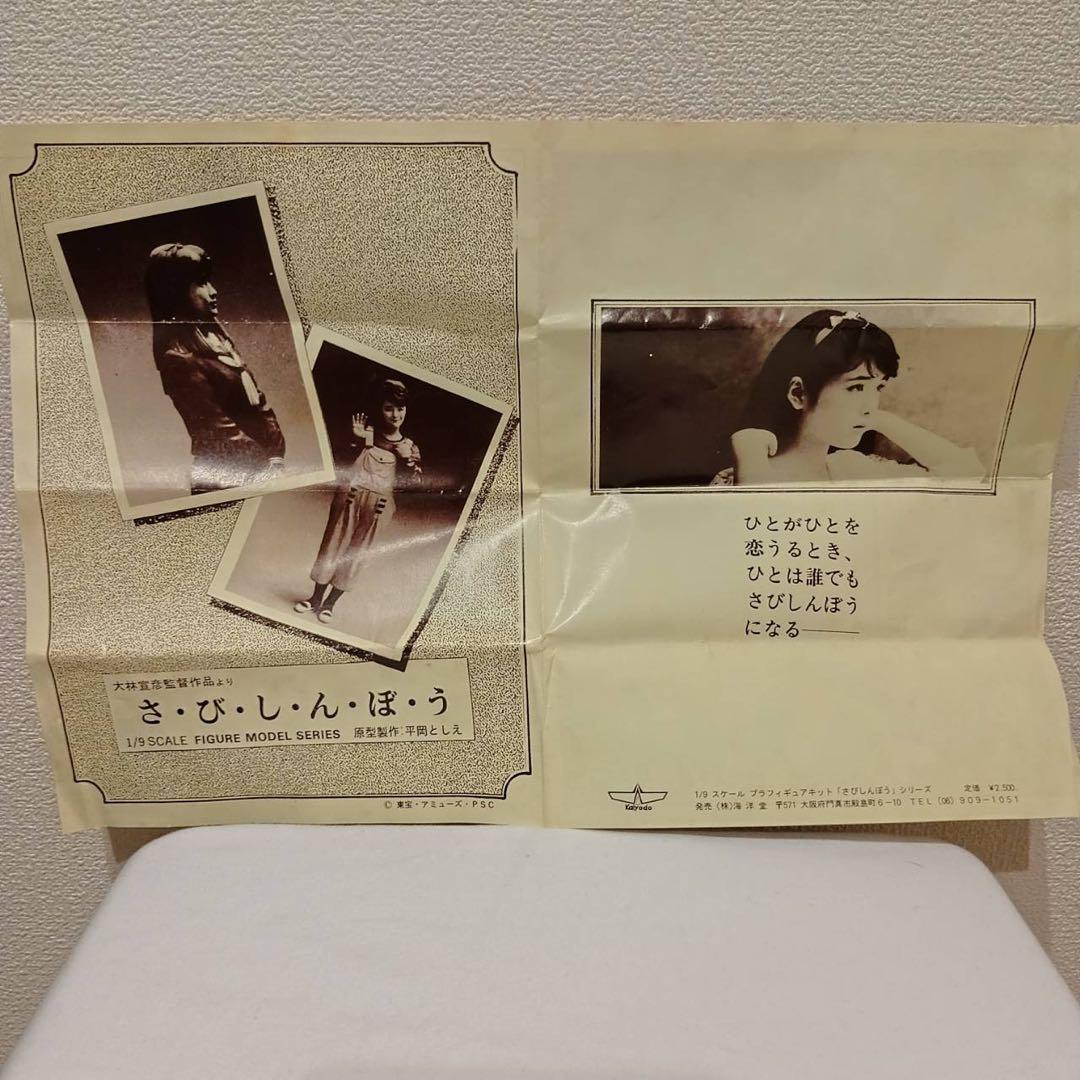 大林宣彦監督作品より
さ・び・し・ん・ぼ・う
1/9 SCALE FIGURE MODEL SERIES 原型製作:平岡としえ
© 東宝・アミューズ・PSC
ひとがひとを
恋うるとき、
ひとは誰でも
さびしんぼう
になる――
Kaiyodo
1/9 スケール プラフィギュアキット「さびしんぼう」シリーズ 定価 ¥2,500.
発売 (株)海洋堂 〒571 大阪府門真市殿島町6-10 TEL (06) 909-1051